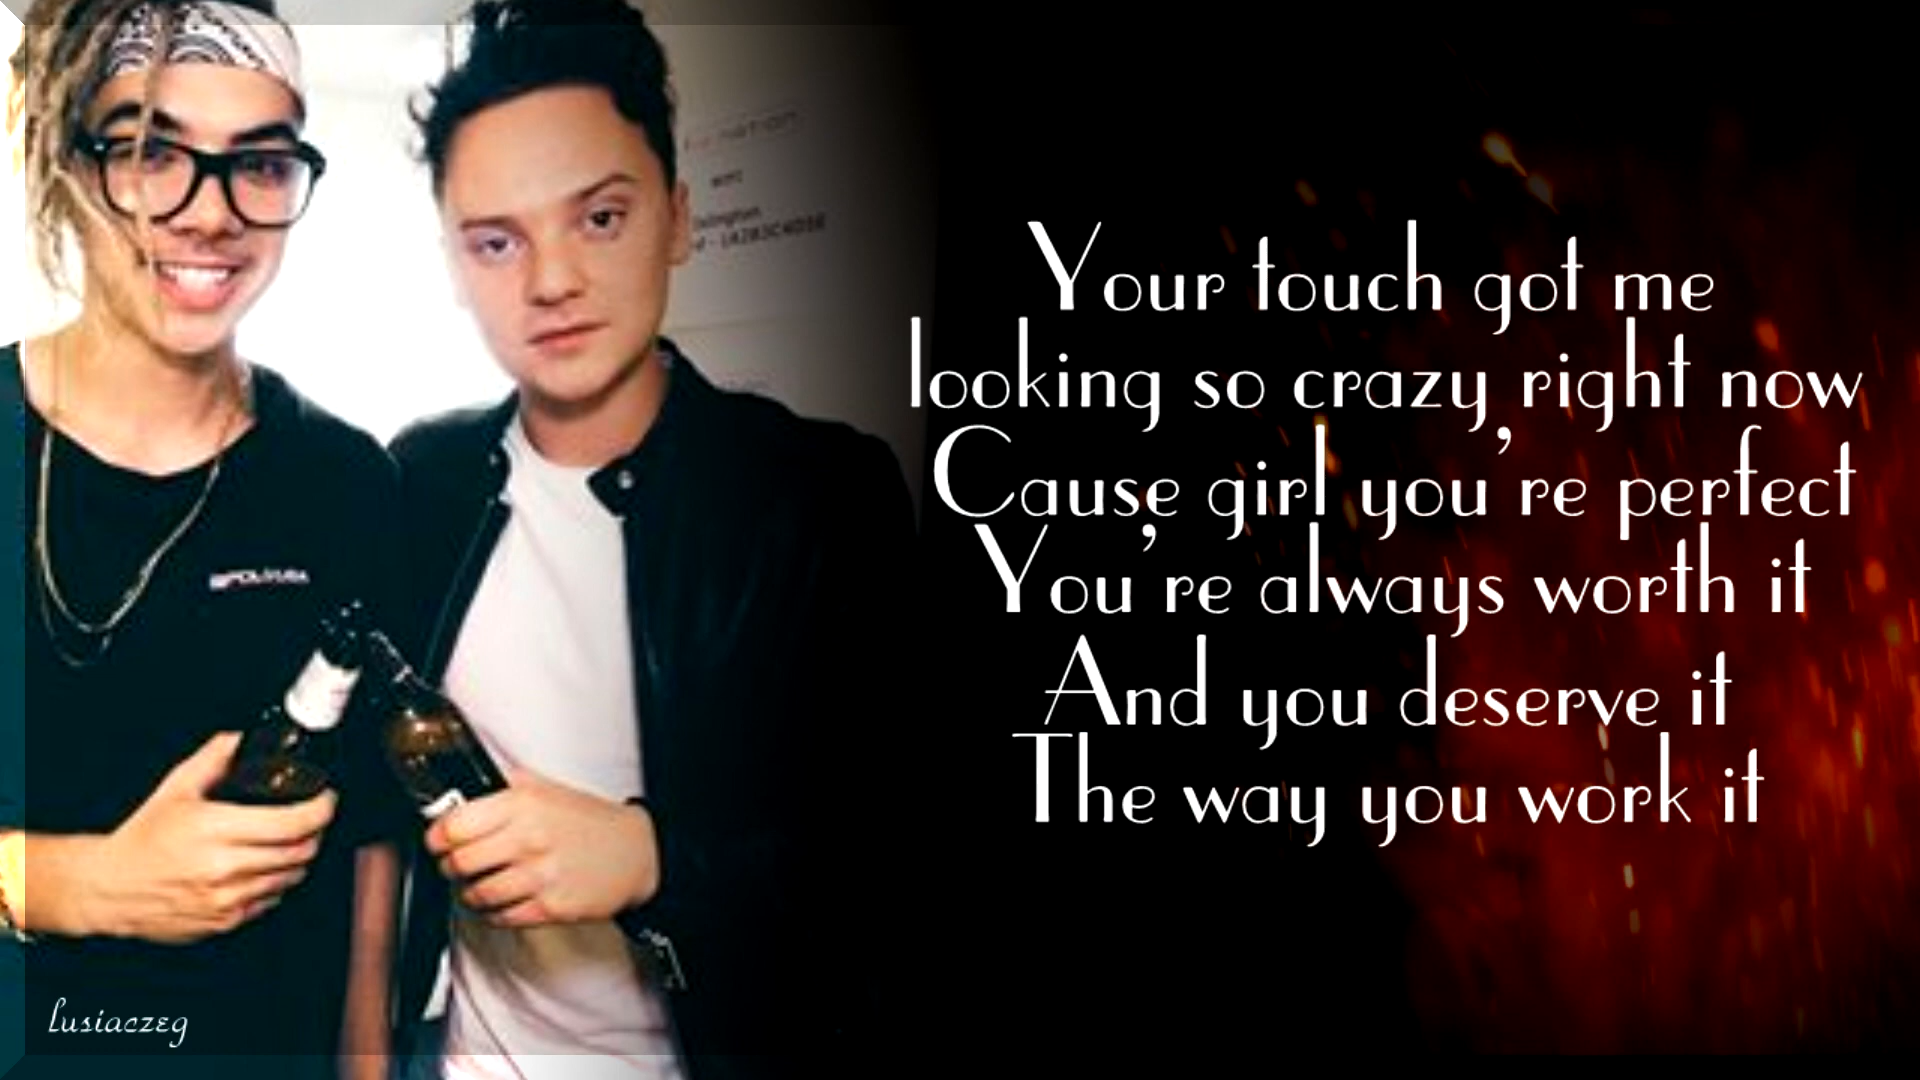 Your touch got me
looking so crazy right now
Cause girl you're perfect
You're always worth it
And you deserve it
The way you work it
lusiaczeg